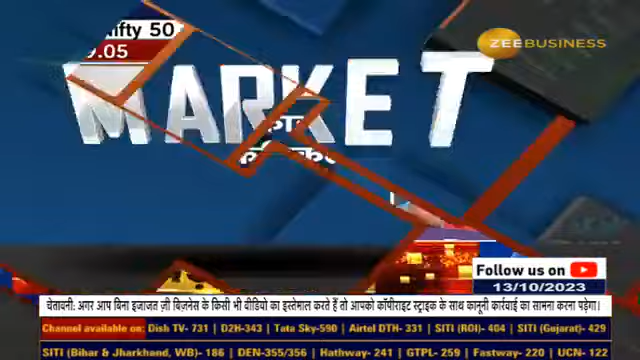 Nifty 50
9.05
ZEE BUSINESS
MARKET
का
Follow us on
13/10/2023
चेतावनी: अगर आप बिना इजाजत ज़ी बिज़नेस के किसी भी वीडियो का इस्तेमाल करते हैं तो आपको कॉपीराइट स्ट्राइक के साथ कानूनी कार्रवाई का सामना करना पड़ेगा।
Channel available on: Dish TV- 731 | D2H-343 | Tata Sky-590 | Airtel DTH- 331 | SITI (ROI)- 404 | SITI (Gujarat)- 429
SITI (Bihar & Jharkhand, WB)- 186 | DEN-355/356 | Hathway- 241 | GTPL- 259 | Fastway- 220 | UCN- 122